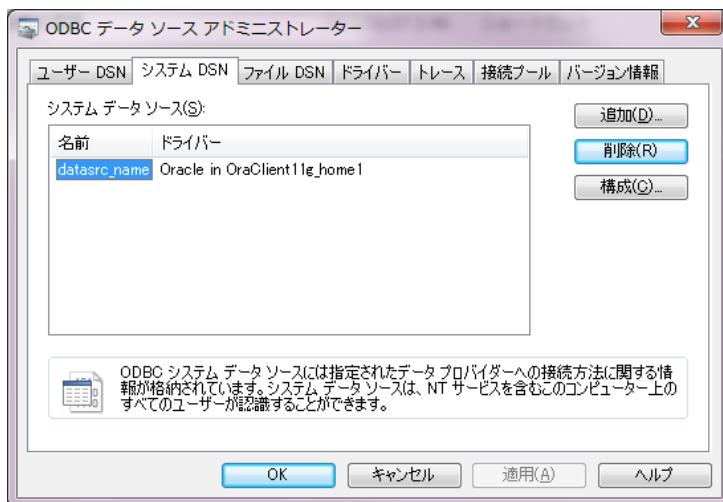 ODBC データ ソース アドミニストレーター
ユーザー DSN
システム DSN
ファイル DSN
ドライバー
トレース
接続プール
バージョン情報
システム データ ソース(S):
名前
ドライバー
datasrc_name
Oracle in OraClient11g_home1
追加(D)...
削除(R)
構成(C)...
ODBC システム データ ソースには指定されたデータ プロバイダーへの接続方法に関する情
報が格納されています。システム データ ソースは、NT サービスを含むこのコンピューター上の
すべてのユーザーが認識することができます。
OK
キャンセル
適用(A)
ヘルプ